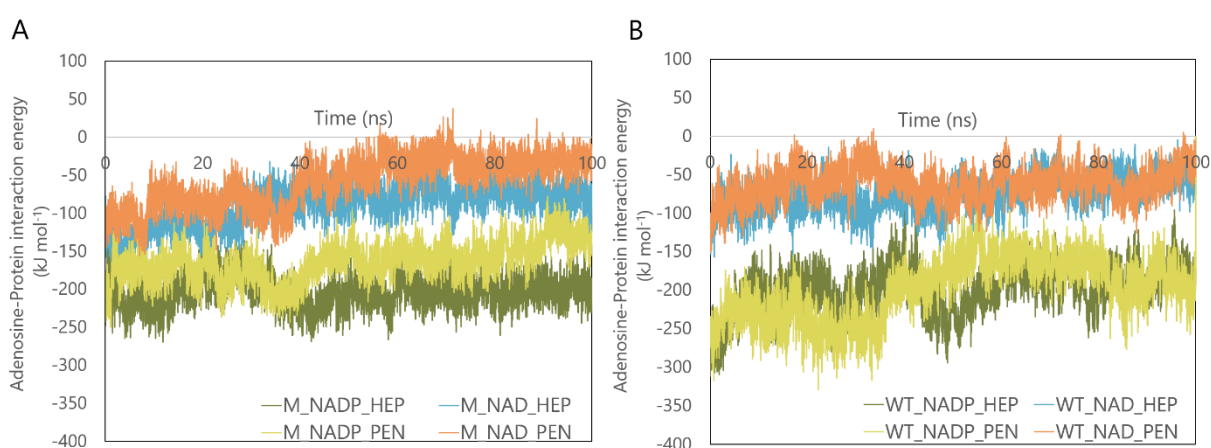 A
B
Adenosine-Protein interaction energy
(kJ mol-1)
100
50
0
-50
-100
-150
-200
-250
-300
-350
-400
Time (ns)
0 20 40 60 80 100
M_NADP_HEP M_NAD_HEP
M_NADP_PEN M_NAD_PEN
Adenosine-Protein interaction energy
(kJ mol-1)
100
50
0
-50
-100
-150
-200
-250
-300
-350
-400
Time (ns)
0 20 40 60 80 100
WT_NADP_HEP WT_NAD_HEP
WT_NADP_PEN WT_NAD_PEN